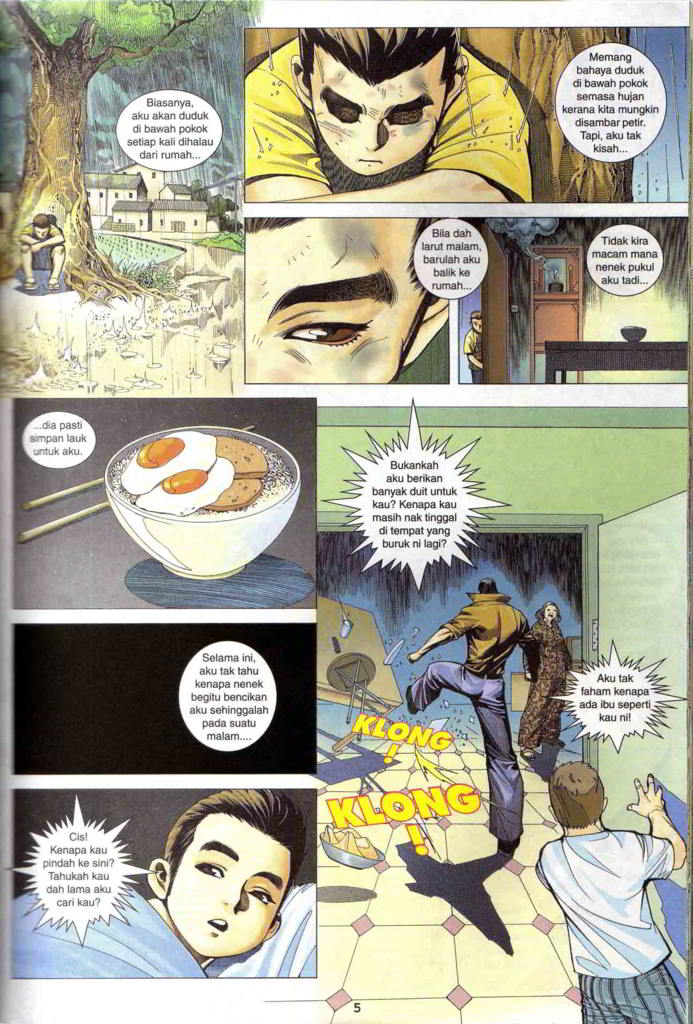 Biasanya,
aku akan duduk
di bawah pokok
setiap kali dihalau
dari rumah...
Memang
bahaya duduk
di bawah pokok
semasa hujan
kerana kita mungkin
disambar petir.
Tapi, aku tak
kisah...
Bila dah
larut malam,
barulah aku
balik ke
rumah...
Tidak kira
macam mana
nenek pukul
aku tadi...
...dia pasti
simpan lauk
untuk aku.
Selama ini,
aku tak tahu
kenapa nenek
begitu bencikan
aku sehinggalah
pada suatu
malam....
Cis!
Kenapa kau
pindah ke sini?
Tahukah kau
dah lama aku
cari kau?
Bukankah
aku berikan
banyak duit untuk
kau? Kenapa kau
masih nak tinggal
di tempat yang
buruk ni lagi?
Aku tak
faham kenapa
ada ibu seperti
kau ni!
KLONG
!
KLONG
!
5